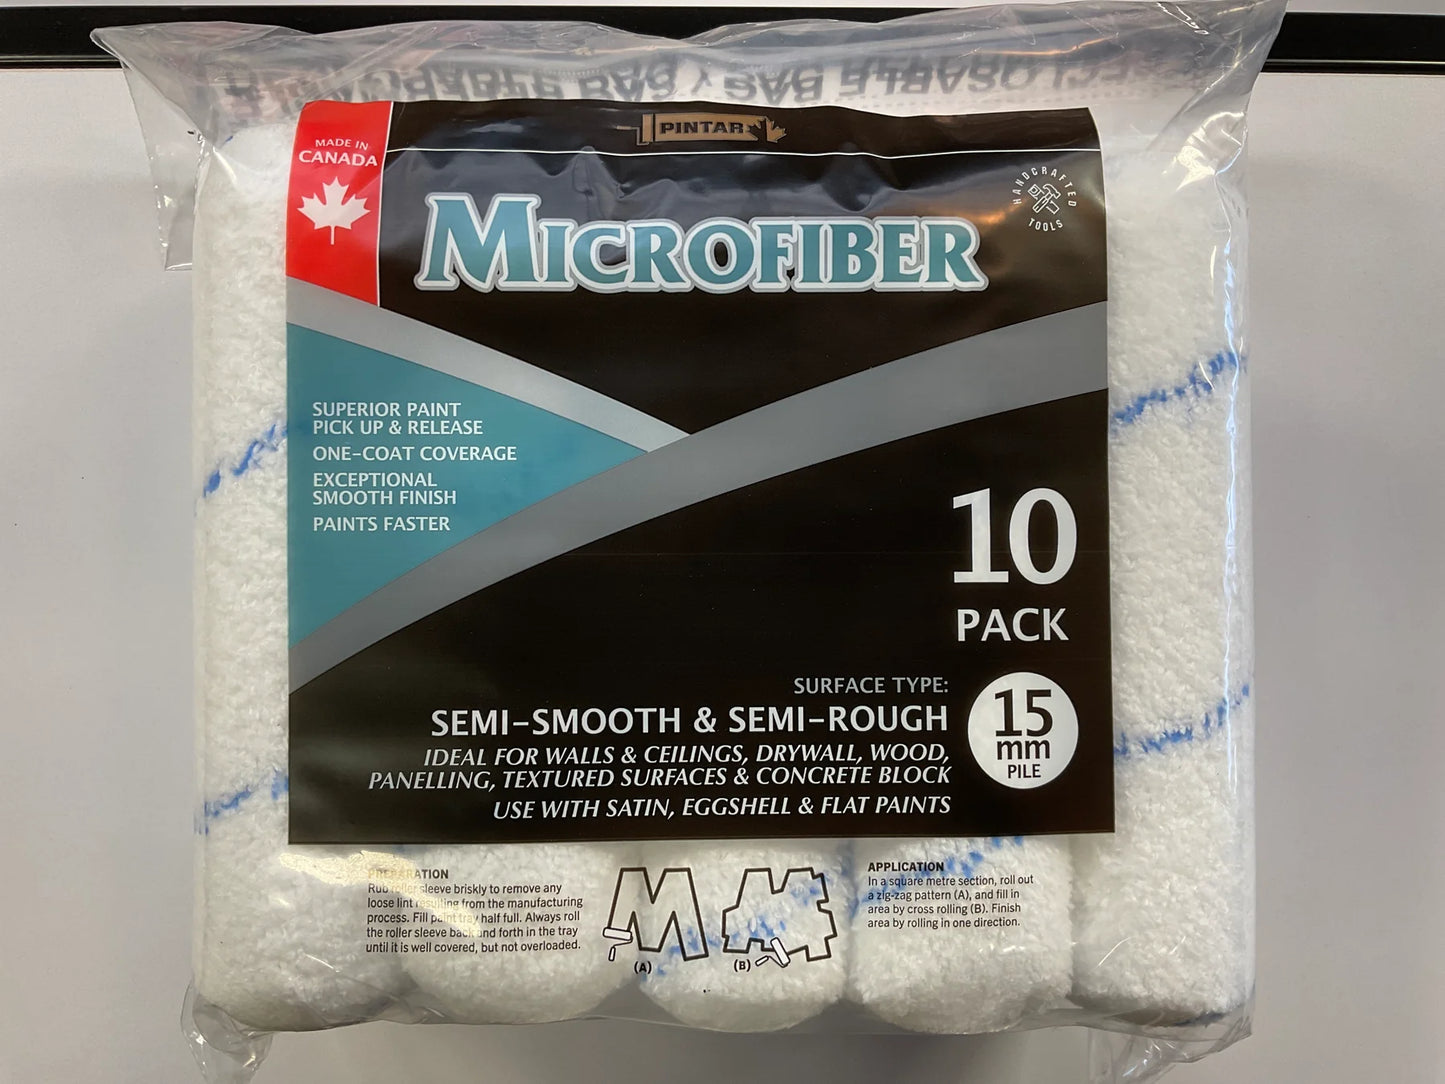 RESEALABLE BAG • SAC REFERMABLE
MADE IN
CANADA
PINTAR
HANDCRAFTED
TOOLS
MICROFIBER
SUPERIOR PAINT
PICK UP & RELEASE
ONE-COAT COVERAGE
EXCEPTIONAL
SMOOTH FINISH
PAINTS FASTER
10
PACK
SURFACE TYPE:
SEMI-SMOOTH & SEMI-ROUGH
IDEAL FOR WALLS & CEILINGS, DRYWALL, WOOD,
PANELLING, TEXTURED SURFACES & CONCRETE BLOCK
USE WITH SATIN, EGGSHELL & FLAT PAINTS
15
mm
PILE
PREPARATION
Rub roller sleeve briskly to remove any
loose lint resulting from the manufacturing
process. Fill paint tray half full. Always roll
the roller sleeve back and forth in the tray
until it is well covered, but not overloaded.
(A)
(B)
APPLICATION
In a square metre section, roll out
a zig-zag pattern (A), and fill in
area by cross rolling (B). Finish
area by rolling in one direction.